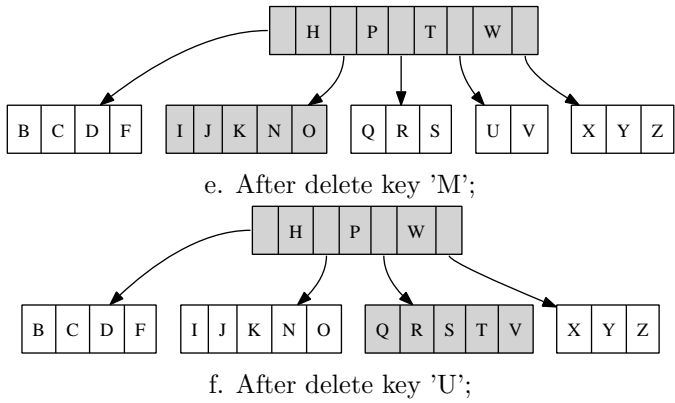 H P T W
B C D F I J K N O Q R S U V X Y Z
e. After delete key 'M';
H P W
B C D F I J K N O Q R S T V X Y Z
f. After delete key 'U';